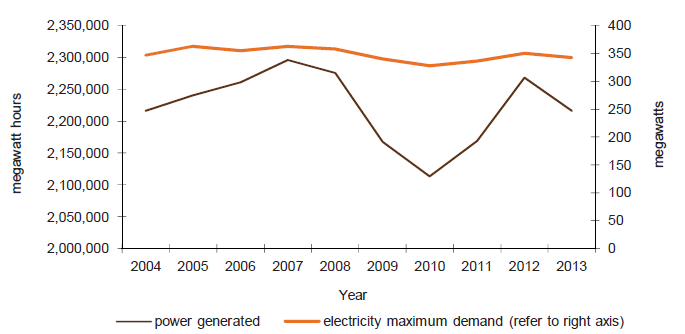 2,350,000 400
2,300,000 350
2,250,000 300
2,200,000 250
2,150,000 200
2,100,000 150
2,050,000 100
2,000,000 50
0
megawatt hours
megawatts
2004 2005 2006 2007 2008 2009 2010 2011 2012 2013
Year
power generated electricity maximum demand (refer to right axis)